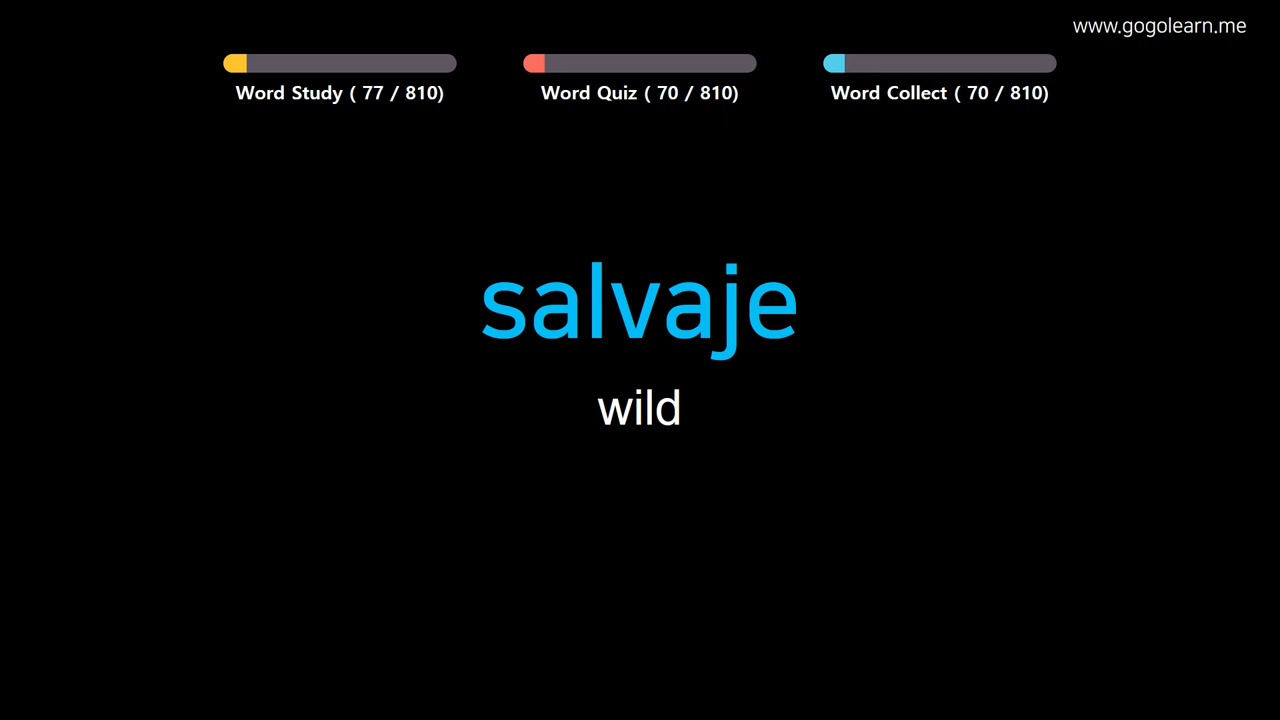 www.gogolearn.me
Word Study ( 77 / 810)
Word Quiz ( 70 / 810)
Word Collect ( 70 / 810)
salvaje
wild